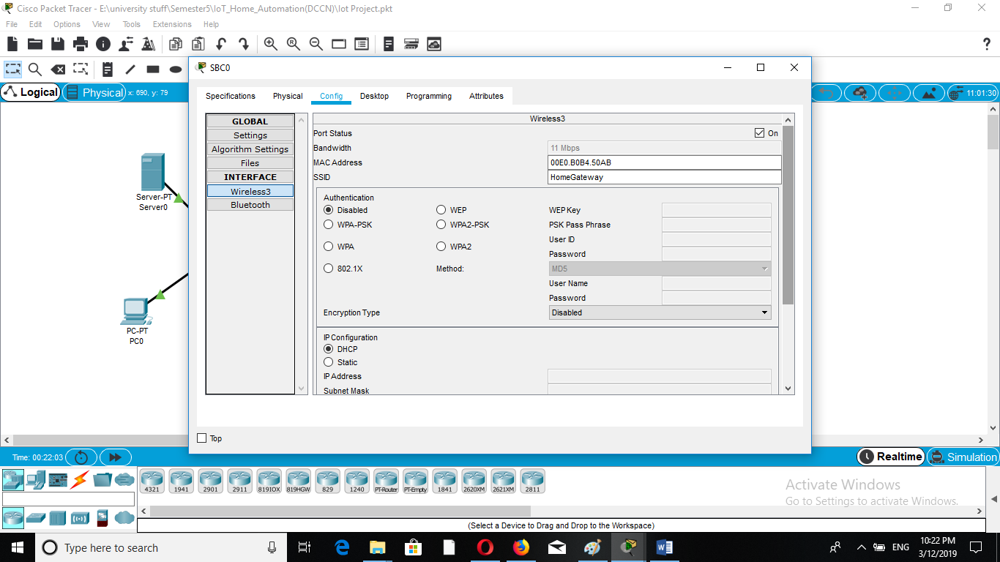 Cisco Packet Tracer - E:\university stuff\Semester5\IoT_Home_Automation(DCCN)\Iot Project.pkt
File Edit Options View Tools Extensions Help
?
SBC0
Logical Physical x: 690, y: 79
11:01:30
Specifications Physical Config Desktop Programming Attributes
GLOBAL
Settings
Algorithm Settings
Files
INTERFACE
Wireless3
Bluetooth
Wireless3
Port Status On
Bandwidth 11 Mbps
MAC Address 00E0.B0B4.50AB
SSID HomeGateway
Authentication
Disabled WEP WEP Key
WPA-PSK WPA2-PSK PSK Pass Phrase
User ID
WPA WPA2
Password
802.1X Method: MD5
User Name
Password
Encryption Type Disabled
IP Configuration
DHCP
Static
IP Address
Subnet Mask
Top
Server-PT
Server0
PC-PT
PC0
Time: 00:22:03 Realtime Simulation
4321 1941 2901 2911 819IOX 819HGW 829 1240 PT-Router PT-Empty 1841 2620XM 2621XM 2811
Activate Windows
Go to Settings to activate Windows.
(Select a Device to Drag and Drop to the Workspace)
Type here to search
ENG
10:22 PM
3/12/2019